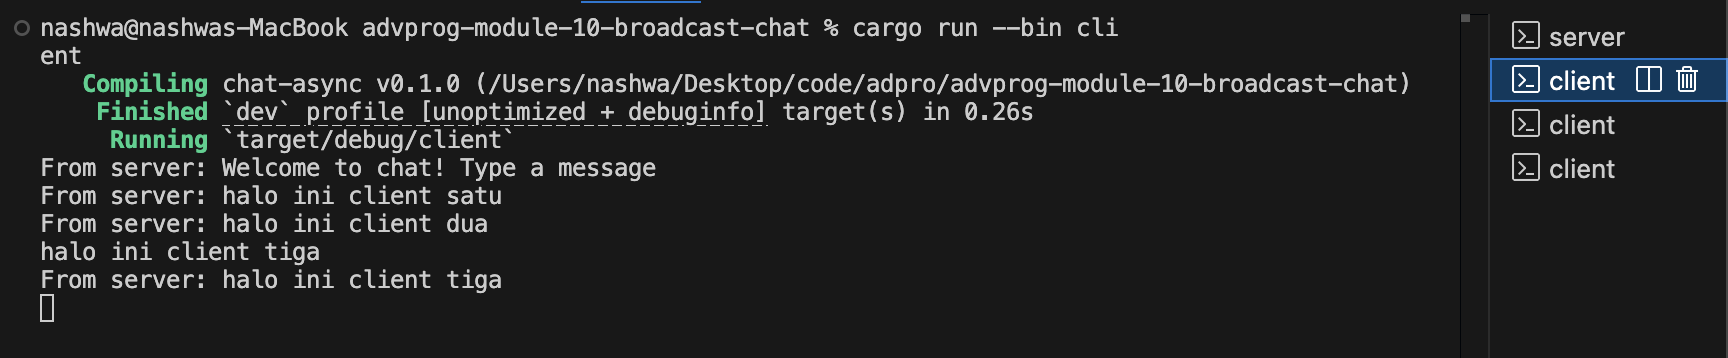 nashwa@nashwas-MacBook advprog-module-10-broadcast-chat % cargo run --bin cli
ent
Compiling chat-async v0.1.0 (/Users/nashwa/Desktop/code/adpro/advprog-module-10-broadcast-chat)
Finished `dev` profile [unoptimized + debuginfo] target(s) in 0.26s
Running `target/debug/client`
From server: Welcome to chat! Type a message
From server: halo ini client satu
From server: halo ini client dua
halo ini client tiga
From server: halo ini client tiga
server
client
client
client